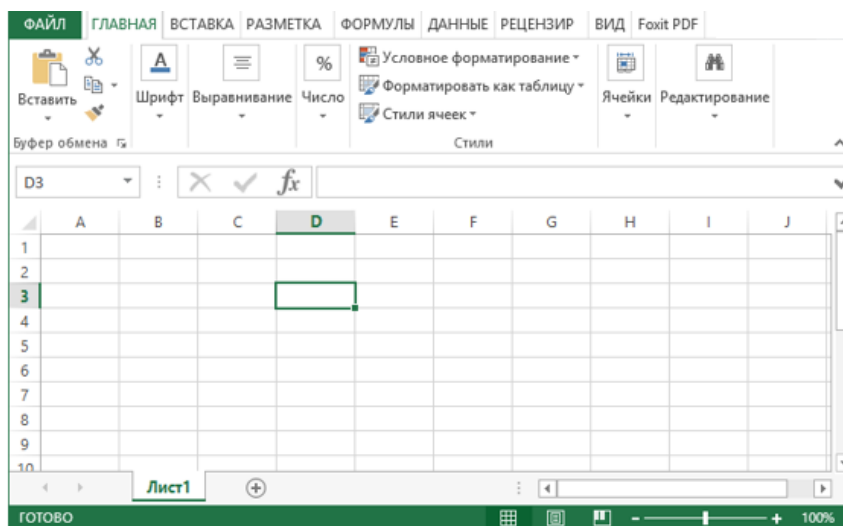 ФАЙЛ ГЛАВНАЯ ВСТАВКА РАЗМЕТКА ФОРМУЛЫ ДАННЫЕ РЕЦЕНЗИР ВИД Foxit PDF
Вставить
A
Шрифт
Выравнивание
%
Число
Условное форматирование
Форматировать как таблицу
Стили ячеек
Ячейки
Редактирование
Буфер обмена Стили
D3 fx
A B C D E F G H I J
1
2
3
4
5
6
7
8
9
10
Лист1
ГОТОВО 100%